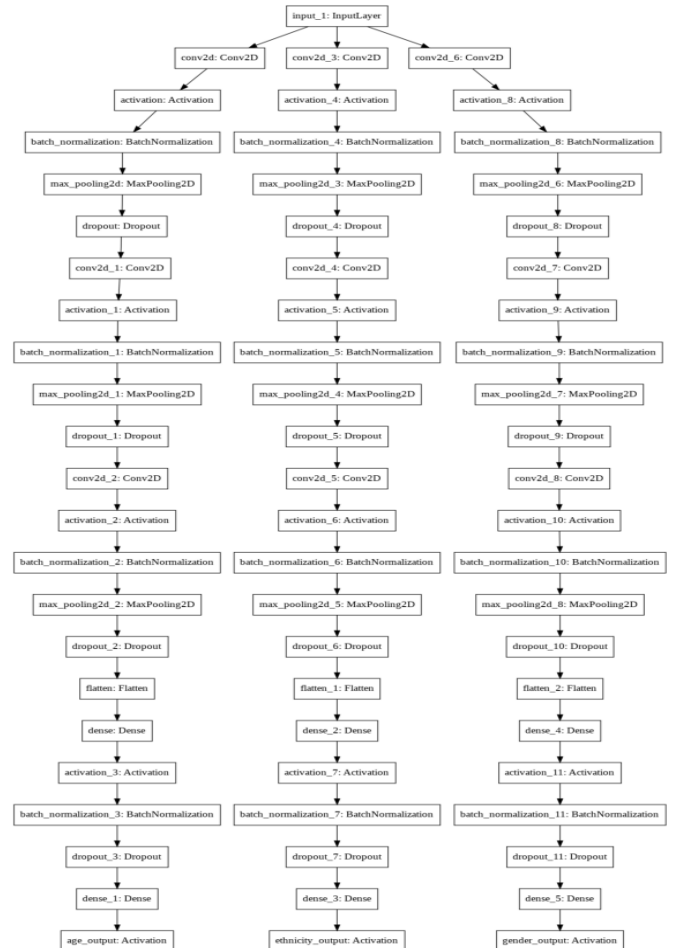 input_1: InputLayer
conv2d: Conv2D
conv2d_3: Conv2D
conv2d_6: Conv2D
activation: Activation
activation_4: Activation
activation_8: Activation
batch_normalization: BatchNormalization
batch_normalization_4: BatchNormalization
batch_normalization_8: BatchNormalization
max_pooling2d: MaxPooling2D
max_pooling2d_3: MaxPooling2D
max_pooling2d_6: MaxPooling2D
dropout: Dropout
dropout_4: Dropout
dropout_8: Dropout
conv2d_1: Conv2D
conv2d_4: Conv2D
conv2d_7: Conv2D
activation_1: Activation
activation_5: Activation
activation_9: Activation
batch_normalization_1: BatchNormalization
batch_normalization_5: BatchNormalization
batch_normalization_9: BatchNormalization
max_pooling2d_1: MaxPooling2D
max_pooling2d_4: MaxPooling2D
max_pooling2d_7: MaxPooling2D
dropout_1: Dropout
dropout_5: Dropout
dropout_9: Dropout
conv2d_2: Conv2D
conv2d_5: Conv2D
conv2d_8: Conv2D
activation_2: Activation
activation_6: Activation
activation_10: Activation
batch_normalization_2: BatchNormalization
batch_normalization_6: BatchNormalization
batch_normalization_10: BatchNormalization
max_pooling2d_2: MaxPooling2D
max_pooling2d_5: MaxPooling2D
max_pooling2d_8: MaxPooling2D
dropout_2: Dropout
dropout_6: Dropout
dropout_10: Dropout
flatten: Flatten
flatten_1: Flatten
flatten_2: Flatten
dense: Dense
dense_2: Dense
dense_4: Dense
activation_3: Activation
activation_7: Activation
activation_11: Activation
batch_normalization_3: BatchNormalization
batch_normalization_7: BatchNormalization
batch_normalization_11: BatchNormalization
dropout_3: Dropout
dropout_7: Dropout
dropout_11: Dropout
dense_1: Dense
dense_3: Dense
dense_5: Dense
age_output: Activation
ethnicity_output: Activation
gender_output: Activation